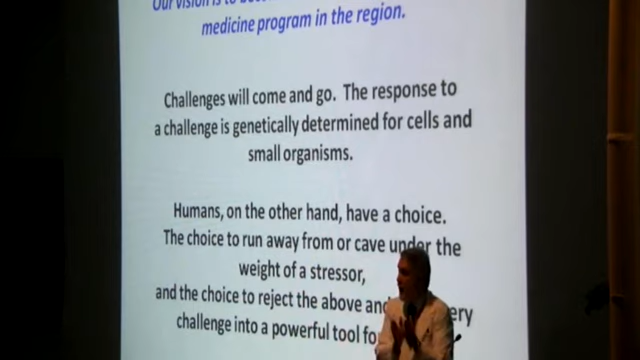 Our vision is to
medicine program in the region.
Challenges will come and go. The response to
a challenge is genetically determined for cells and
small organisms.
Humans, on the other hand, have a choice.
The choice to run away from or cave under the
weight of a stressor,
and the choice to reject the above and
challenge into a powerful tool